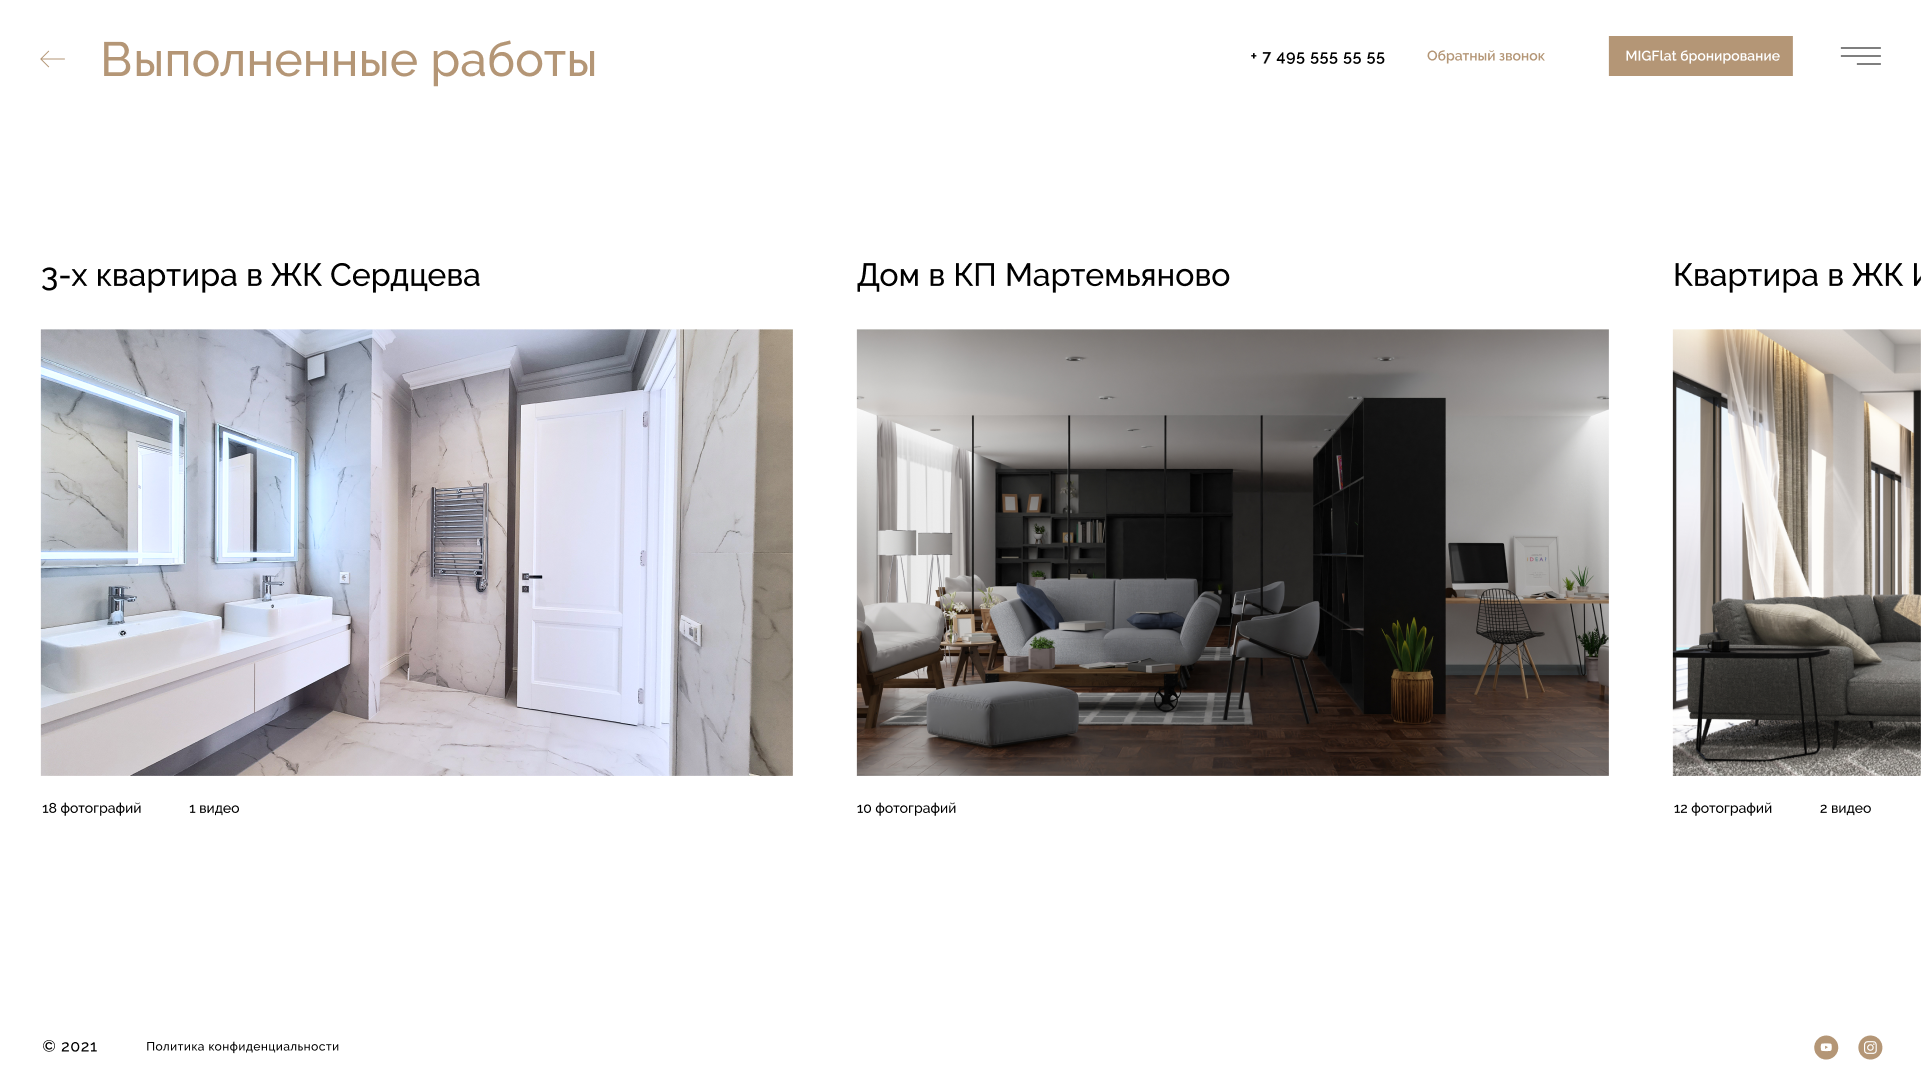 Выполненные работы
+ 7 495 555 55 55
Обратный звонок
MIGFlat бронирование
3-х квартира в ЖК Сердцева
Дом в КП Мартемьяново
Квартира в ЖК
18 фотографий
1 видео
10 фотографий
12 фотографий
2 видео
© 2021
Политика конфиденциальности